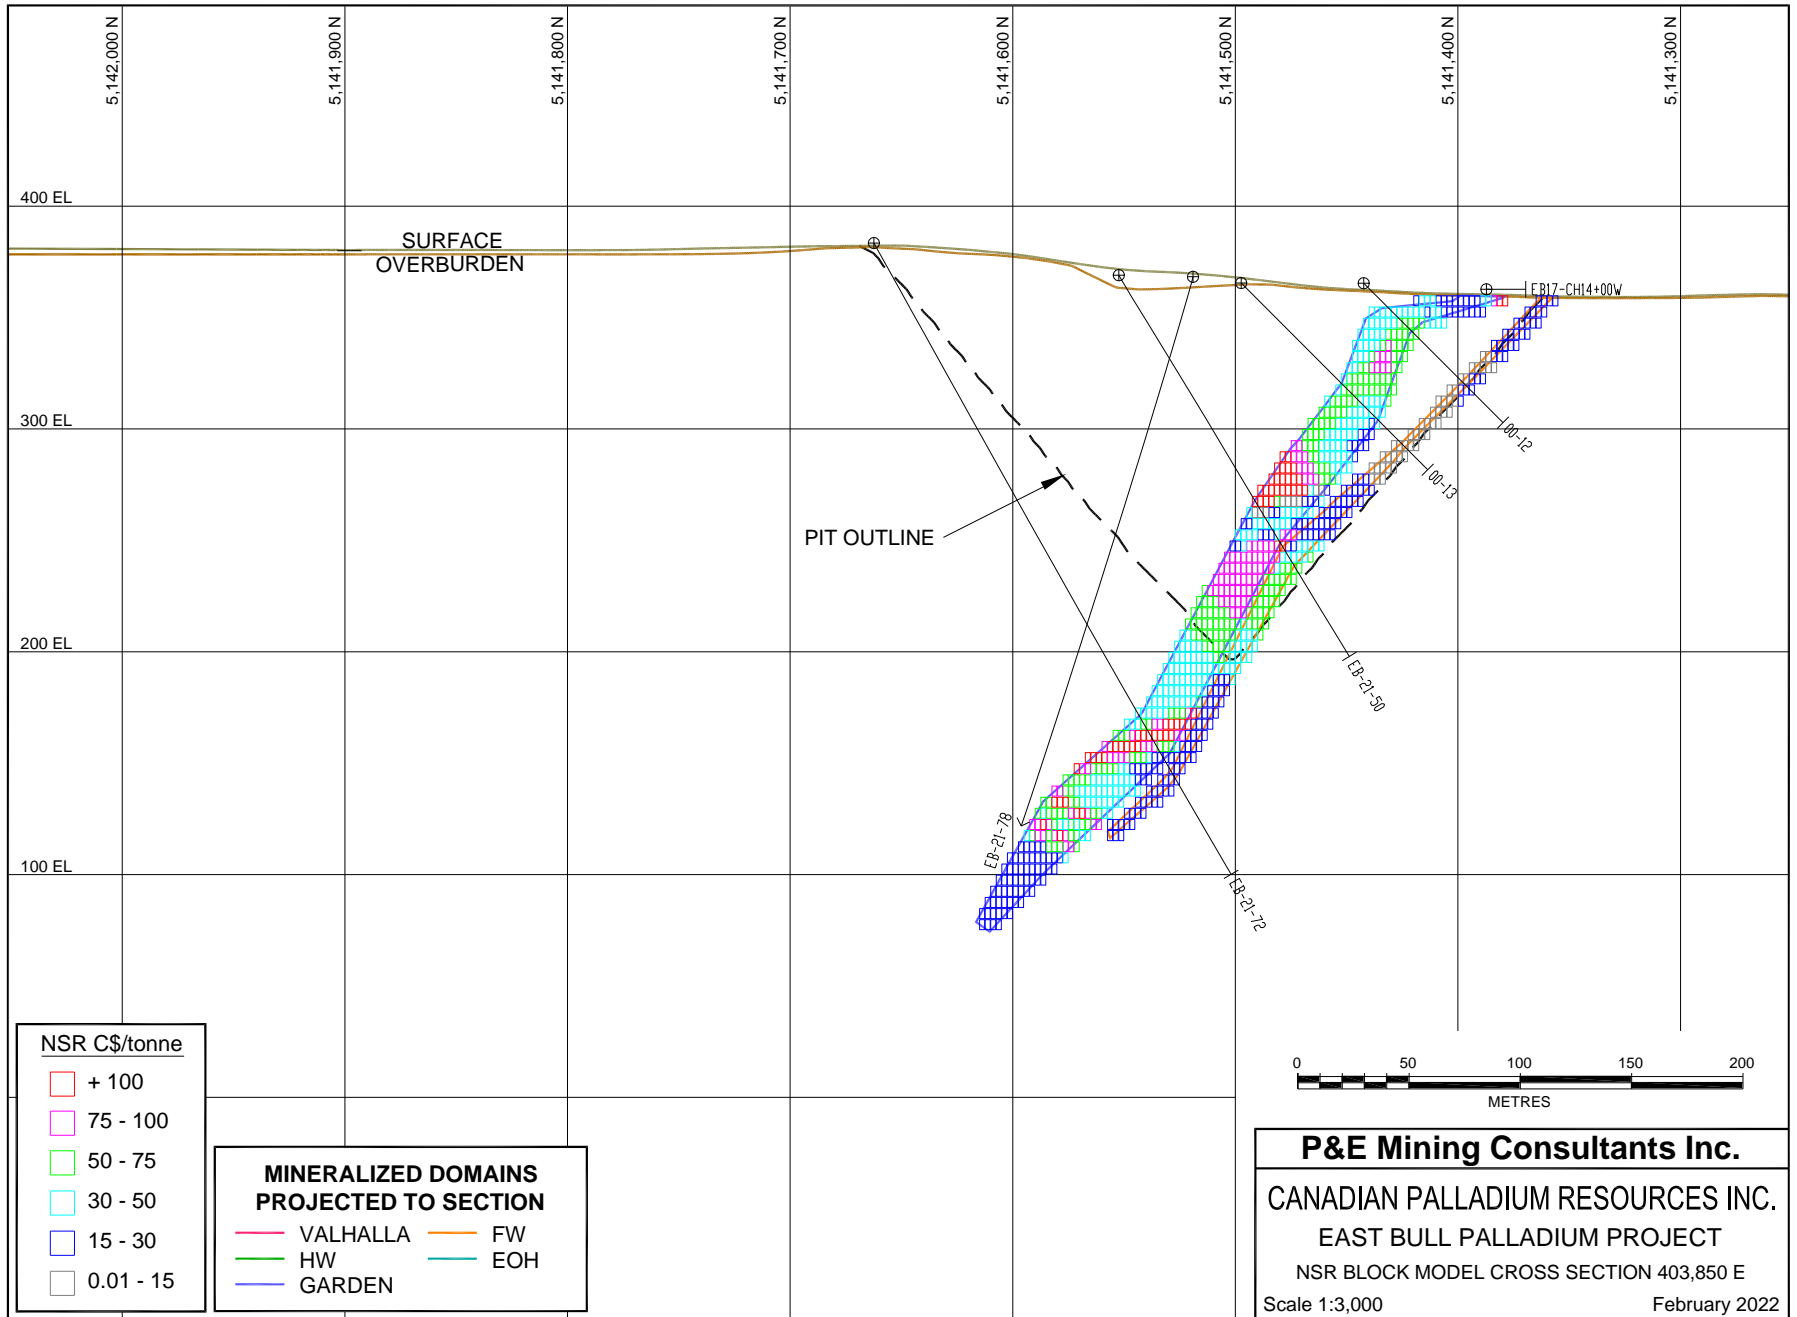 5,142,000 N
5,141,900 N
5,141,800 N
5,141,700 N
5,141,600 N
5,141,500 N
5,141,400 N
5,141,300 N
400 EL
SURFACE
OVERBURDEN
EB17-CH14+00W
300 EL
00-12
00-13
PIT OUTLINE
200 EL
EB-21-50
EB-21-78
100 EL
EB-21-72
NSR C$/tonne
+ 100
75 - 100
50 - 75
30 - 50
15 - 30
0.01 - 15
MINERALIZED DOMAINS
PROJECTED TO SECTION
VALHALLA FW
HW EOH
GARDEN
0 50 100 150 200
METRES
P&E Mining Consultants Inc.
CANADIAN PALLADIUM RESOURCES INC.
EAST BULL PALLADIUM PROJECT
NSR BLOCK MODEL CROSS SECTION 403,850 E
Scale 1:3,000 February 2022